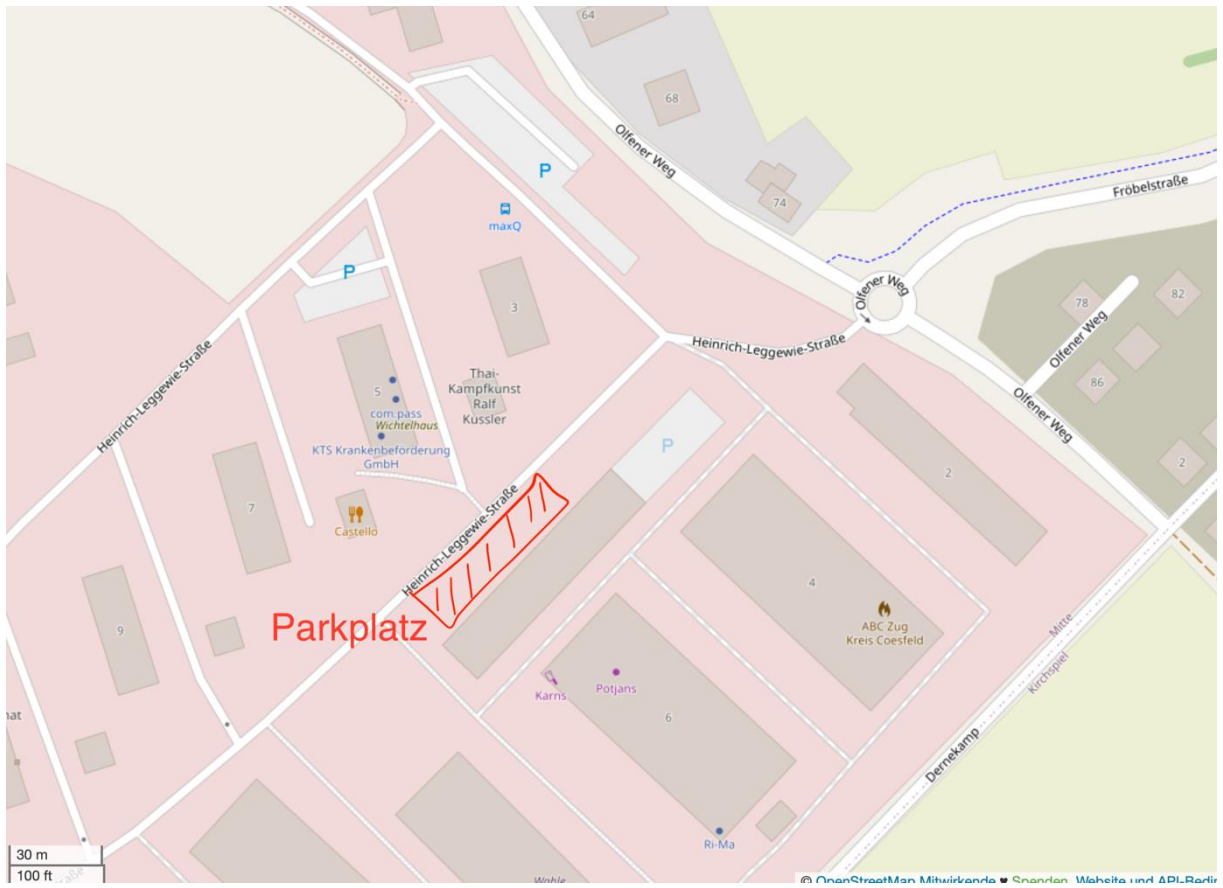 64
68
Olfener Weg
74
Fröbelstraße
P
maxQ
P
Olfener Weg
78
82
3
Heinrich-Leggewie-Straße
Olfener Weg
86
Heinrich-Leggewie-Straße
5
Thai-
Kampfkunst
Ralf
Kussler
com.pass
Wichtelhaus
KTS Krankenbeförderung
GmbH
Olfener Weg
P
2
2
7
Castello
Heinrich-Leggewie-Straße
4
ABC Zug
Kreis Coesfeld
Parkplatz
9
Mitte
Kirchspiel
Karns
Potjans
6
Dernekamp
Ri-Ma
30 m
100 ft
© OpenStreetMap Mitwirkende ♥ Spenden. Website und API-Bedin